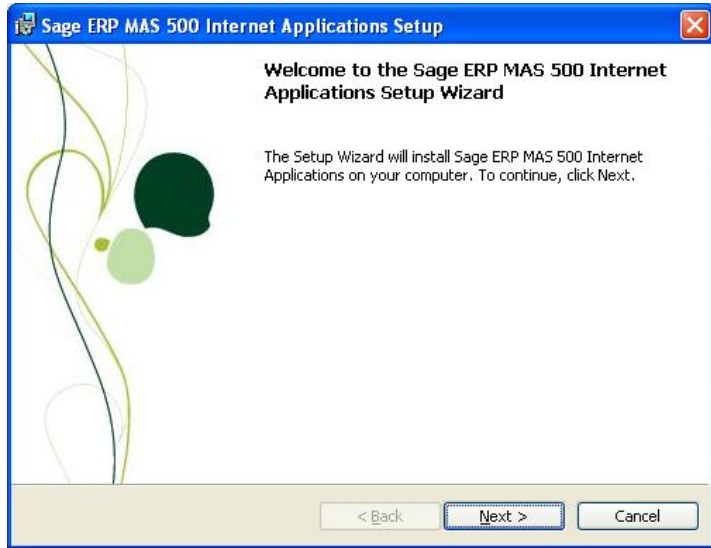 Sage ERP MAS 500 Internet Applications Setup
Welcome to the Sage ERP MAS 500 Internet
Applications Setup Wizard
The Setup Wizard will install Sage ERP MAS 500 Internet
Applications on your computer. To continue, click Next.
< Back Next > Cancel